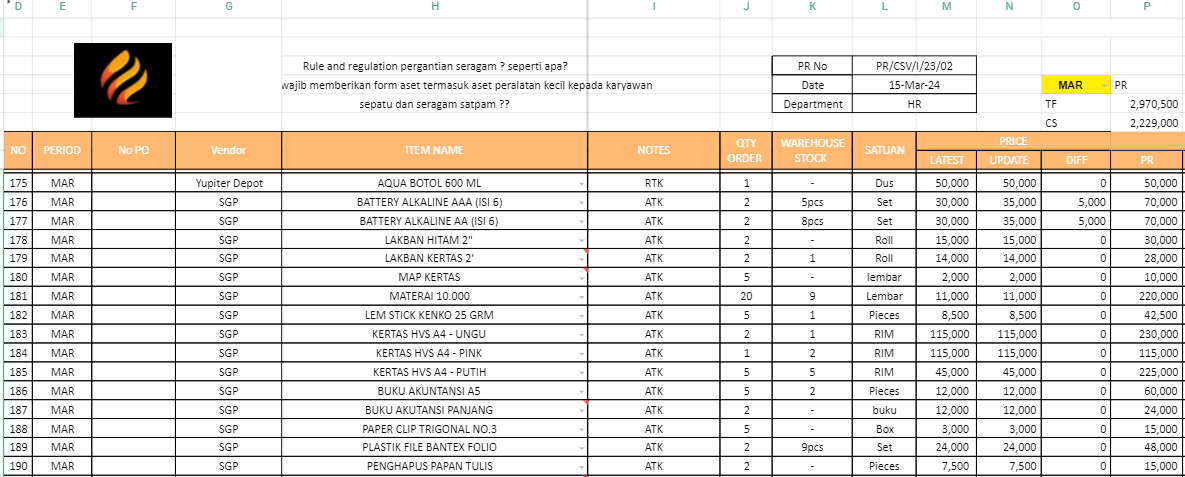 D E F G H I J K L M N O P
Rule and regulation pergantian seragam ? seperti apa? PR No PR/CSV/I/23/02
wajib memberikan form aset termasuk aset peralatan kecil kepada karyawan Date 15-Mar-24 MAR PR
sepatu dan seragam satpam ?? Department HR TF 2,970,500
CS 2,229,000
NO PERIOD No PO Vendor ITEM NAME NOTES QTY ORDER WAREHOUSE STOCK SATUAN PRICE
LATEST UPDATE DIFF PR
175 MAR Yupiter Depot AQUA BOTOL 600 ML RTK 1 - Dus 50,000 50,000 0 50,000
176 MAR SGP BATTERY ALKALINE AAA (ISI 6) ATK 2 5pcs Set 30,000 35,000 5,000 70,000
177 MAR SGP BATTERY ALKALINE AA (ISI 6) ATK 2 8pcs Set 30,000 35,000 5,000 70,000
178 MAR SGP LAKBAN HITAM 2" ATK 2 - Roll 15,000 15,000 0 30,000
179 MAR SGP LAKBAN KERTAS 2' ATK 2 1 Roll 14,000 14,000 0 28,000
180 MAR SGP MAP KERTAS ATK 5 - lembar 2,000 2,000 0 10,000
181 MAR SGP MATERAI 10.000 ATK 20 9 Lembar 11,000 11,000 0 220,000
182 MAR SGP LEM STICK KENKO 25 GRM ATK 5 1 Pieces 8,500 8,500 0 42,500
183 MAR SGP KERTAS HVS A4 - UNGU ATK 2 1 RIM 115,000 115,000 0 230,000
184 MAR SGP KERTAS HVS A4 - PINK ATK 1 2 RIM 115,000 115,000 0 115,000
185 MAR SGP KERTAS HVS A4 - PUTIH ATK 5 5 RIM 45,000 45,000 0 225,000
186 MAR SGP BUKU AKUNTANSI A5 ATK 5 2 Pieces 12,000 12,000 0 60,000
187 MAR SGP BUKU AKUTANSI PANJANG ATK 2 - buku 12,000 12,000 0 24,000
188 MAR SGP PAPER CLIP TRIGONAL NO.3 ATK 5 - Box 3,000 3,000 0 15,000
189 MAR SGP PLASTIK FILE BANTEX FOLIO ATK 2 9pcs Set 24,000 24,000 0 48,000
190 MAR SGP PENGHAPUS PAPAN TULIS ATK 2 - Pieces 7,500 7,500 0 15,000